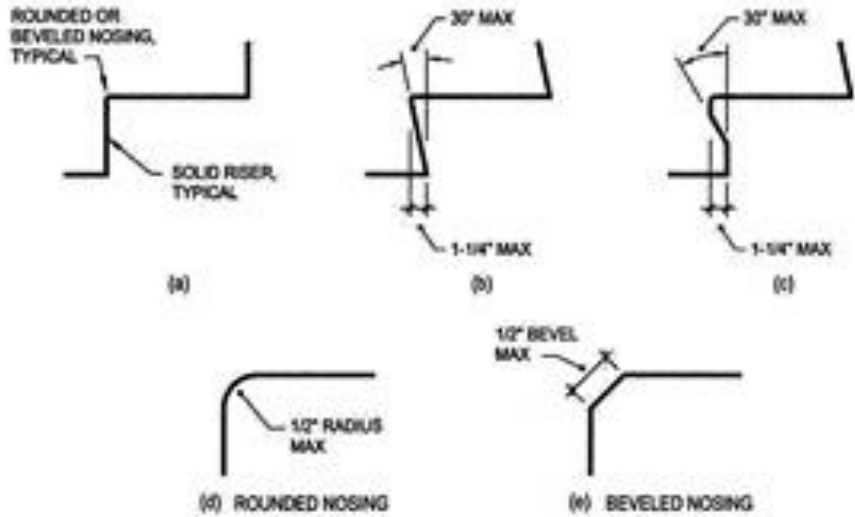 ROUNDED OR
BEVELED NOSING,
TYPICAL
SOLID RISER,
TYPICAL
(a)
30° MAX
1-1/4" MAX
(b)
30° MAX
1-1/4" MAX
(c)
1/2" RADIUS
MAX
(d) ROUNDED NOSING
1/2" BEVEL
MAX
(e) BEVELED NOSING